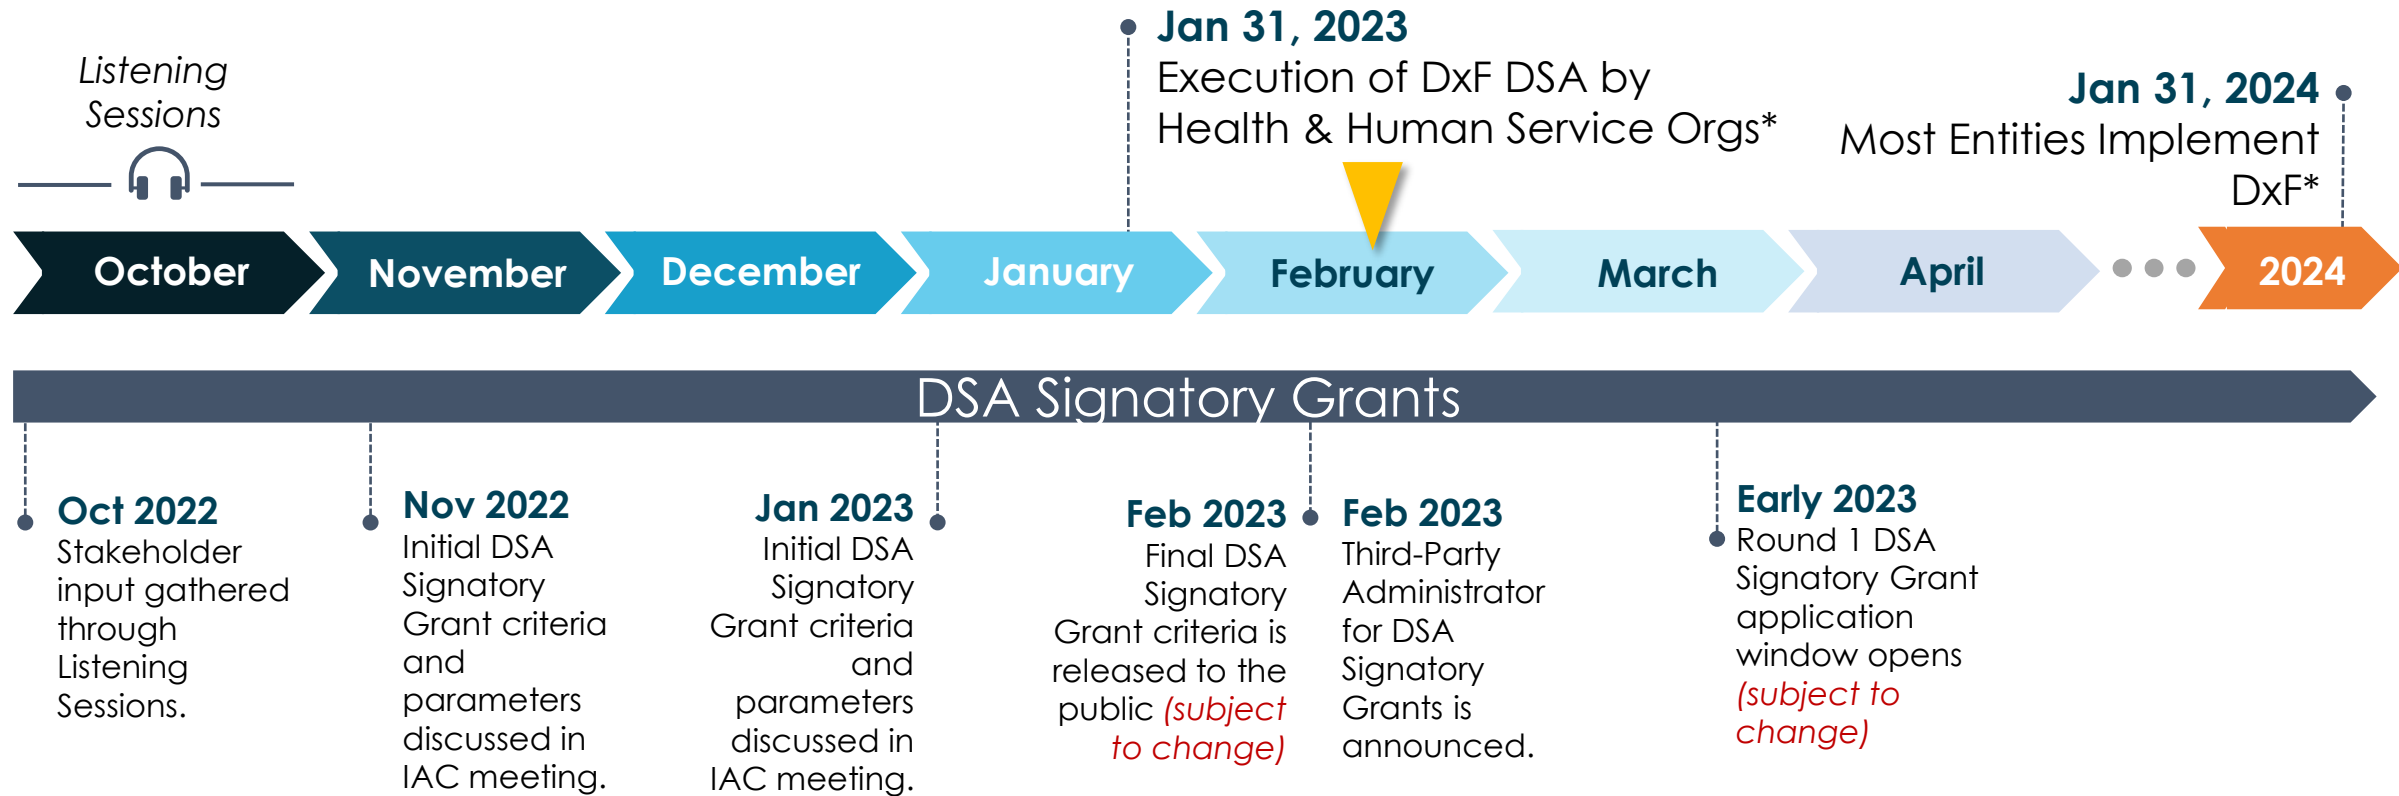 Listening
Sessions
Jan 31, 2023
Execution of DxF DSA by
Health & Human Service Orgs*
Jan 31, 2024
Most Entities Implement
DxF*
October
November
December
January
February
March
April
2024
DSA Signatory Grants
Oct 2022
Stakeholder
input gathered
through
Listening
Sessions.
Nov 2022
Initial DSA
Signatory
Grant criteria
and
parameters
discussed in
IAC meeting.
Jan 2023
Initial DSA
Signatory
Grant criteria
and
parameters
discussed in
IAC meeting.
Feb 2023
Final DSA
Signatory
Grant criteria is
released to the
public (subject
to change)
Feb 2023
Third-Party
Administrator
for DSA
Signatory
Grants is
announced.
Early 2023
Round 1 DSA
Signatory Grant
application
window opens
(subject to
change)